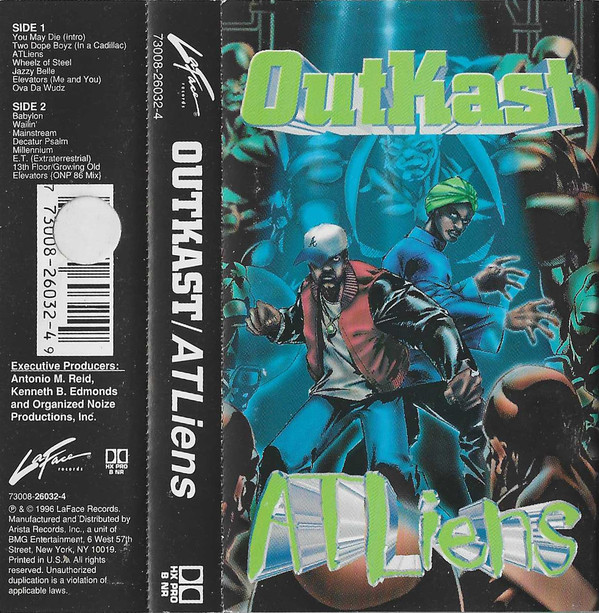 SIDE 1
You May Die (Intro)
Two Dope Boyz (In a Cadillac)
ATLiens
Wheelz of Steel
Jazzy Belle
Elevators (Me and You)
Ova Da Wudz
SIDE 2
Babylon
Wailin'
Mainstream
Decatur Psalm
Millennium
E.T. (Extraterrestrial)
13th Floor/Growing Old
Elevators (ONP 86 Mix)
7 73008-26032-4 9
Executive Producers:
Antonio M. Reid,
Kenneth B. Edmonds
and Organized Noize
Productions, Inc.
LaFace
records
HX PRO
B NR
73008-26032-4
℗ & © 1996 LaFace Records.
Manufactured and Distributed by
Arista Records, Inc., a unit of
BMG Entertainment, 6 West 57th
Street, New York, NY 10019.
Printed in U.S.A. All rights
reserved. Unauthorized
duplication is a violation of
applicable laws.
73008-26032-4
LaFace
records
OUTKAST/ATLiens
HX PRO
B NR
OutKast
A
ATLiens